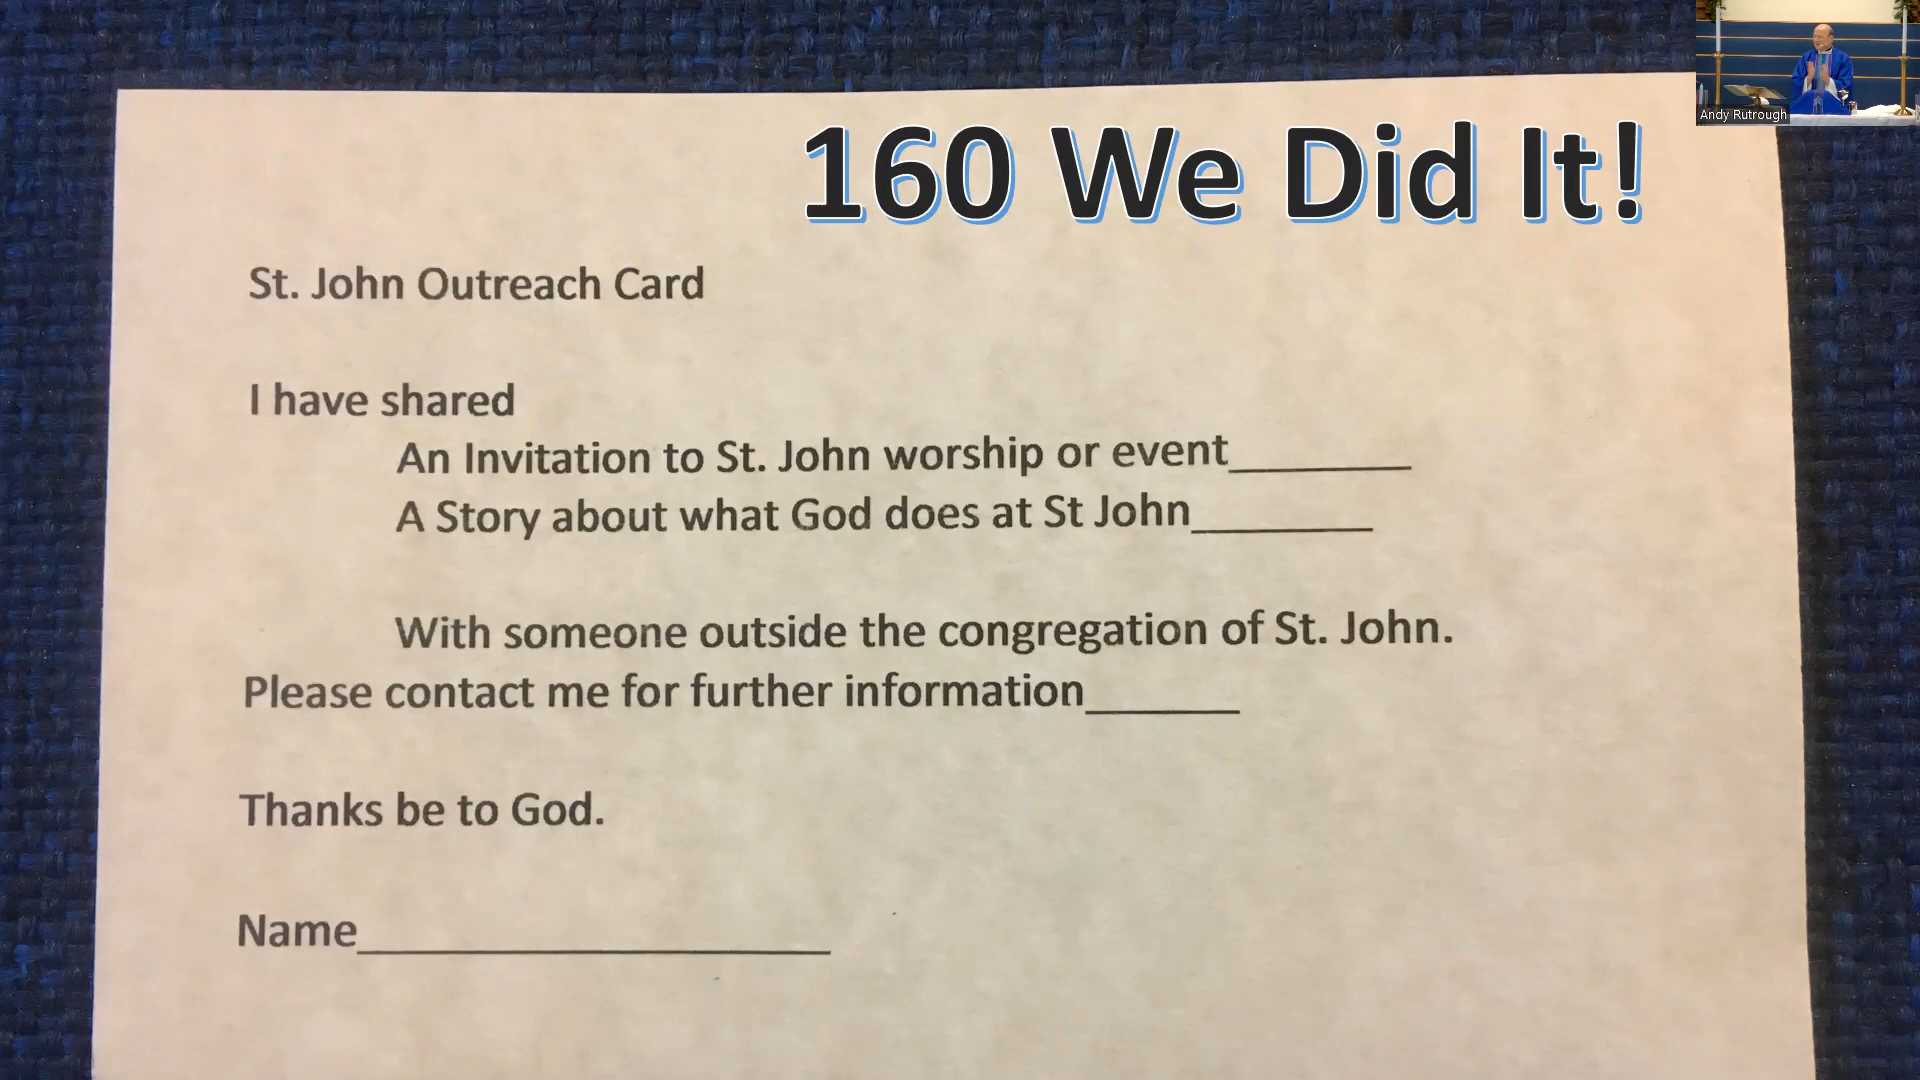 160 We Did It!
Andy Rutrough
St. John Outreach Card
I have shared
An Invitation to St. John worship or event________
A Story about what God does at St John________
With someone outside the congregation of St. John.
Please contact me for further information_______
Thanks be to God.
Name_____________________